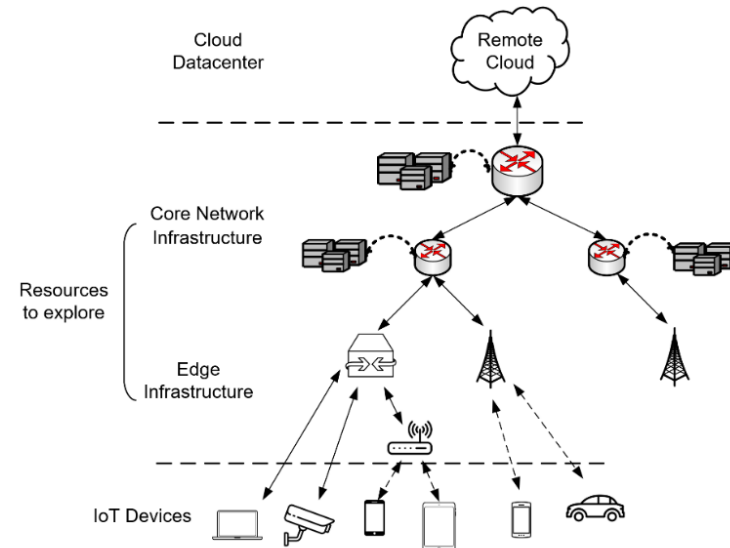 Cloud
Datacenter
Remote
Cloud
Core Network
Infrastructure
Resources
to explore
Edge
Infrastructure
IoT Devices